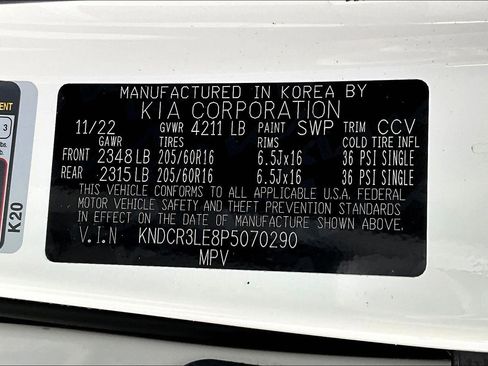 MANUFACTURED IN KOREA BY
KIA CORPORATION
11/22 GVWR 4211 LB PAINT SWP TRIM CCV
GAWR TIRES RIMS COLD TIRE INFL
FRONT 2348 LB 205/60R16 6.5Jx16 36 PSI SINGLE
REAR 2315 LB 205/60R16 6.5Jx16 36 PSI SINGLE
THIS VEHICLE CONFORMS TO ALL APPLICABLE U.S.A. FEDERAL
MOTOR VEHICLE SAFETY AND THEFT PREVENTION STANDARDS
IN EFFECT ON THE DATE OF MANUFACTURE SHOWN ABOVE.
V.I.N KNDCR3LE8P5070290
MPV
3
lbs.
K20